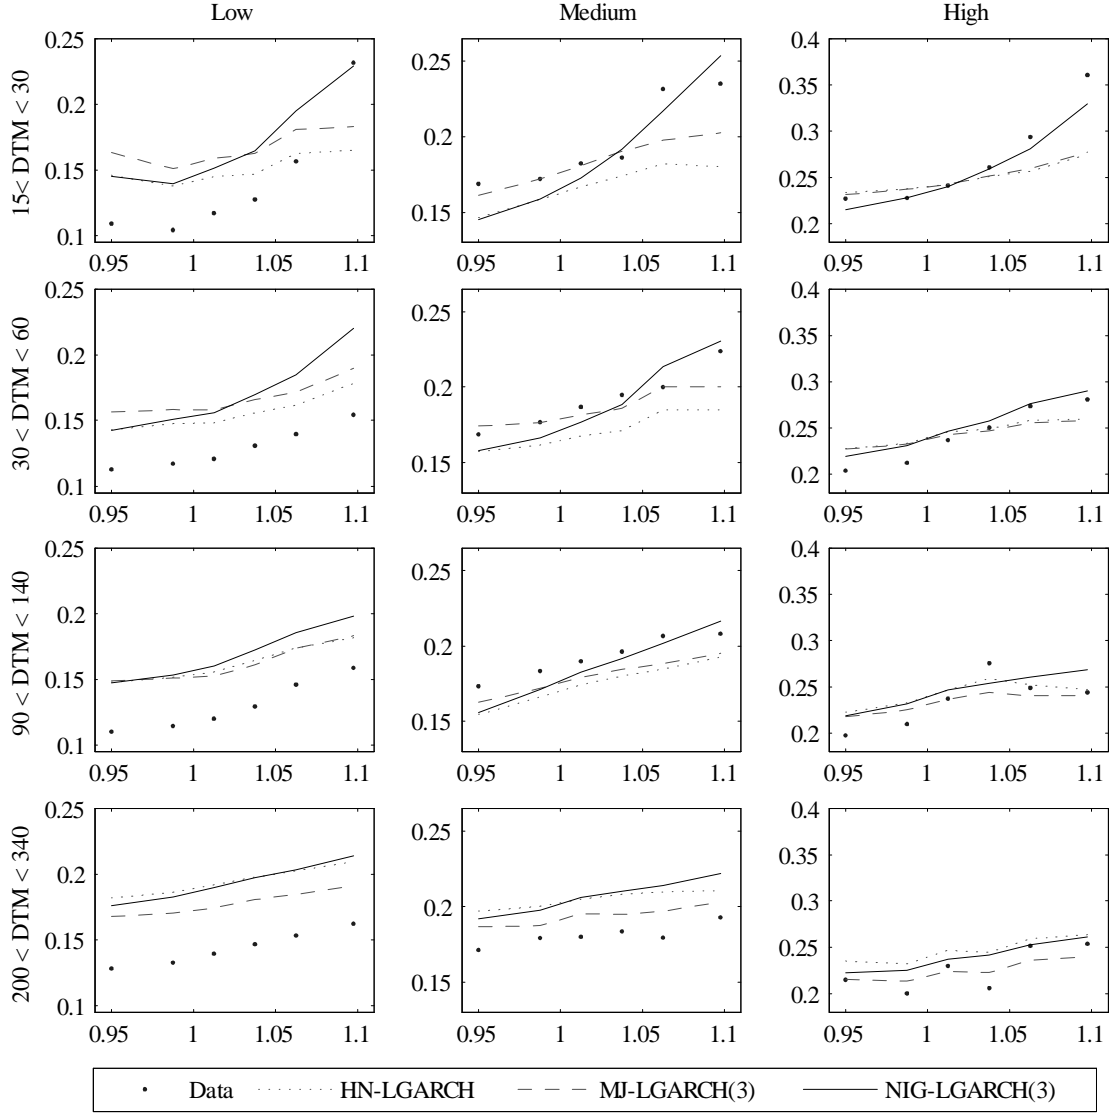 Low Medium High
15< DTM < 30
0.25 0.2 0.15 0.1
0.95 1 1.05 1.1
0.25 0.2 0.15
0.95 1 1.05 1.1
0.4 0.35 0.3 0.25 0.2
0.95 1 1.05 1.1
30 < DTM < 60
0.25 0.2 0.15 0.1
0.95 1 1.05 1.1
0.25 0.2 0.15
0.95 1 1.05 1.1
0.4 0.35 0.3 0.25 0.2
0.95 1 1.05 1.1
90 < DTM < 140
0.25 0.2 0.15 0.1
0.95 1 1.05 1.1
0.25 0.2 0.15
0.95 1 1.05 1.1
0.4 0.35 0.3 0.25 0.2
0.95 1 1.05 1.1
200 < DTM < 340
0.25 0.2 0.15 0.1
0.95 1 1.05 1.1
0.25 0.2 0.15
0.95 1 1.05 1.1
0.4 0.35 0.3 0.25 0.2
0.95 1 1.05 1.1
Data HN-LGARCH MJ-LGARCH(3) NIG-LGARCH(3)